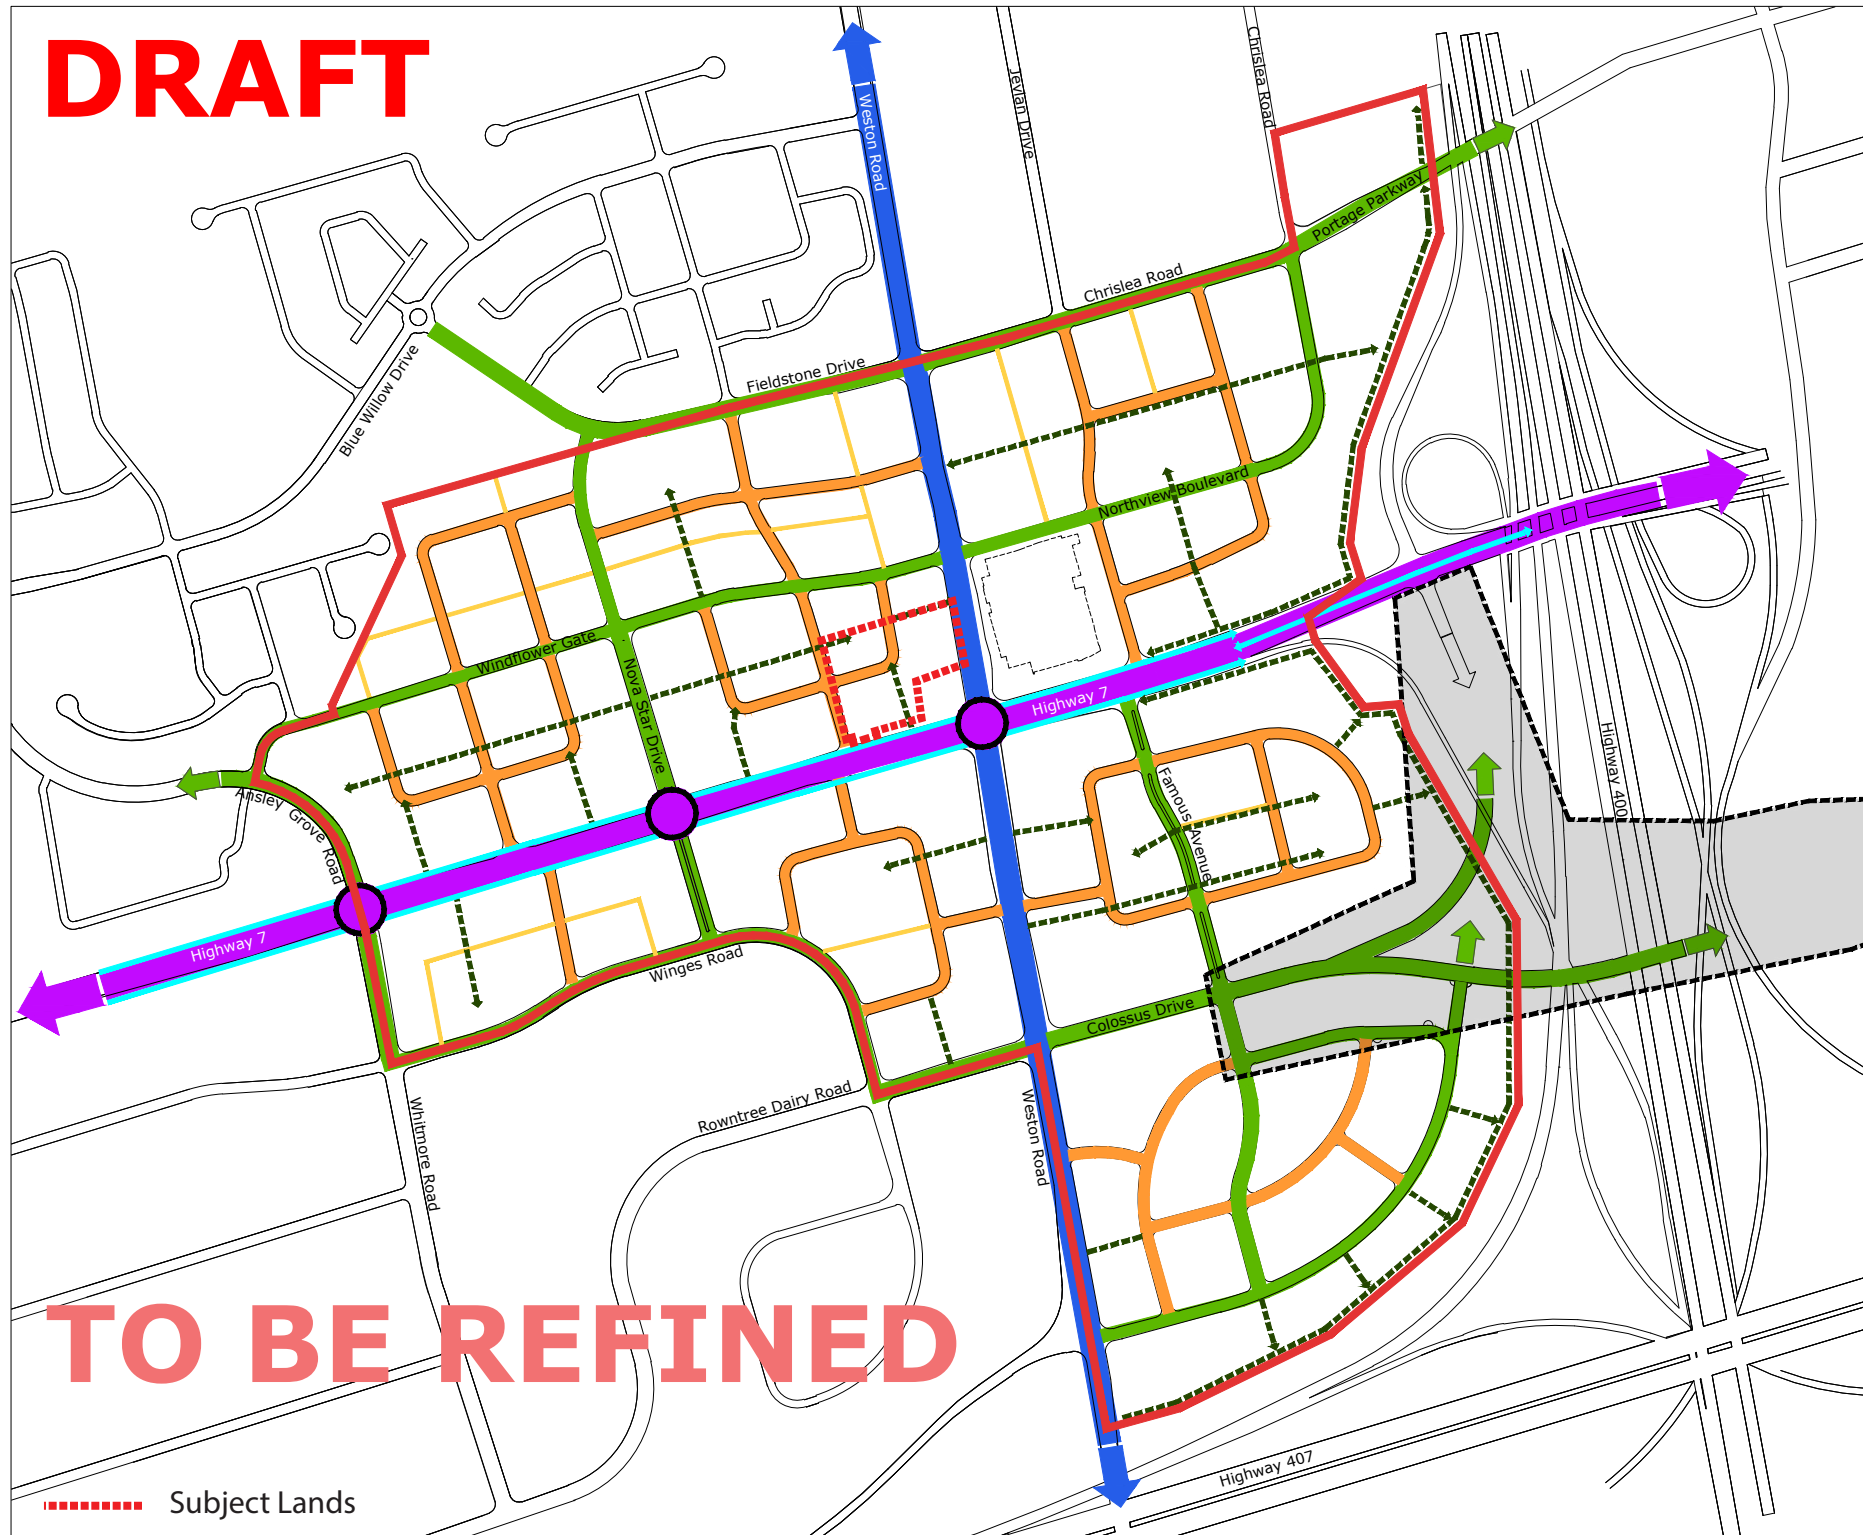 DRAFT
Weston Road
Jevlan Drive
Chrislea Road
Portage Parkway
Chrislea Road
Fieldstone Drive
Blue Willow Drive
Northview Boulevard
Windflower Gate
Nova Star Drive
Highway 7
Highway 400
Famous Avenue
Ansley Grove Road
Highway 7
Winges Road
Colossus Drive
Rowntree Dairy Road
Whitmore Road
Weston Road
TO BE REFINED
Highway 407
Subject Lands